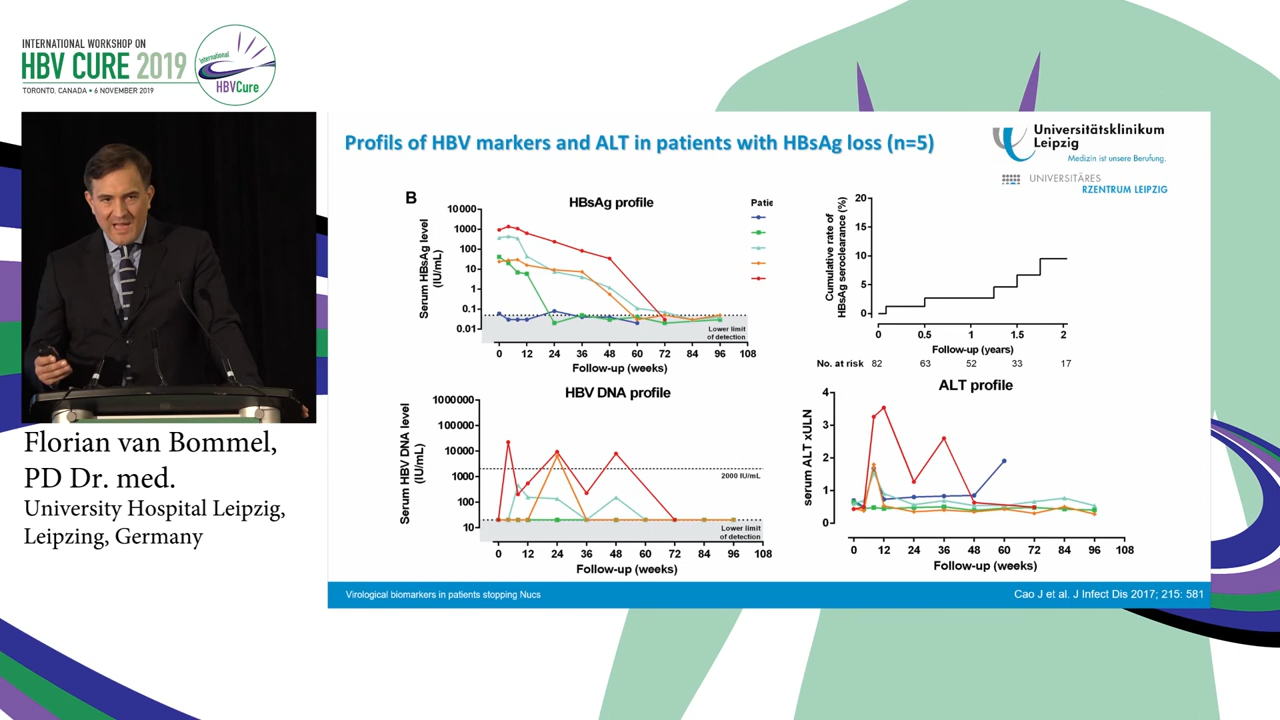 INTERNATIONAL WORKSHOP ON
HBV CURE 2019
TORONTO, CANADA • 6 NOVEMBER 2019
International
HBVCure
Florian van Bommel,
PD Dr. med.
University Hospital Leipzig,
Leipzing, Germany
Profils of HBV markers and ALT in patients with HBsAg loss (n=5)
Universitätsklinikum
Leipzig
Medizin ist unsere Berufung.
UNIVERSITÄRES
RZENTRUM LEIPZIG
B
HBsAg profile
Patie
Serum HBsAg level
(IU/mL)
10000
1000
100
10
1
0.1
0.01
Lower limit
of detection
0 12 24 36 48 60 72 84 96 108
Follow-up (weeks)
Cumulative rate of
HBsAg seroclearance (%)
20
15
10
5
0
0 0.5 1 1.5 2
Follow-up (years)
No. at risk 82 63 52 33 17
HBV DNA profile
Serum HBV DNA level
(IU/mL)
1000000
100000
10000
1000
100
10
2000 IU/mL
Lower limit
of detection
0 12 24 36 48 60 72 84 96 108
Follow-up (weeks)
ALT profile
serum ALT xULN
4
3
2
1
0
0 12 24 36 48 60 72 84 96 108
Follow-up (weeks)
Virological biomarkers in patients stopping Nucs
Cao J et al. J Infect Dis 2017; 215: 581